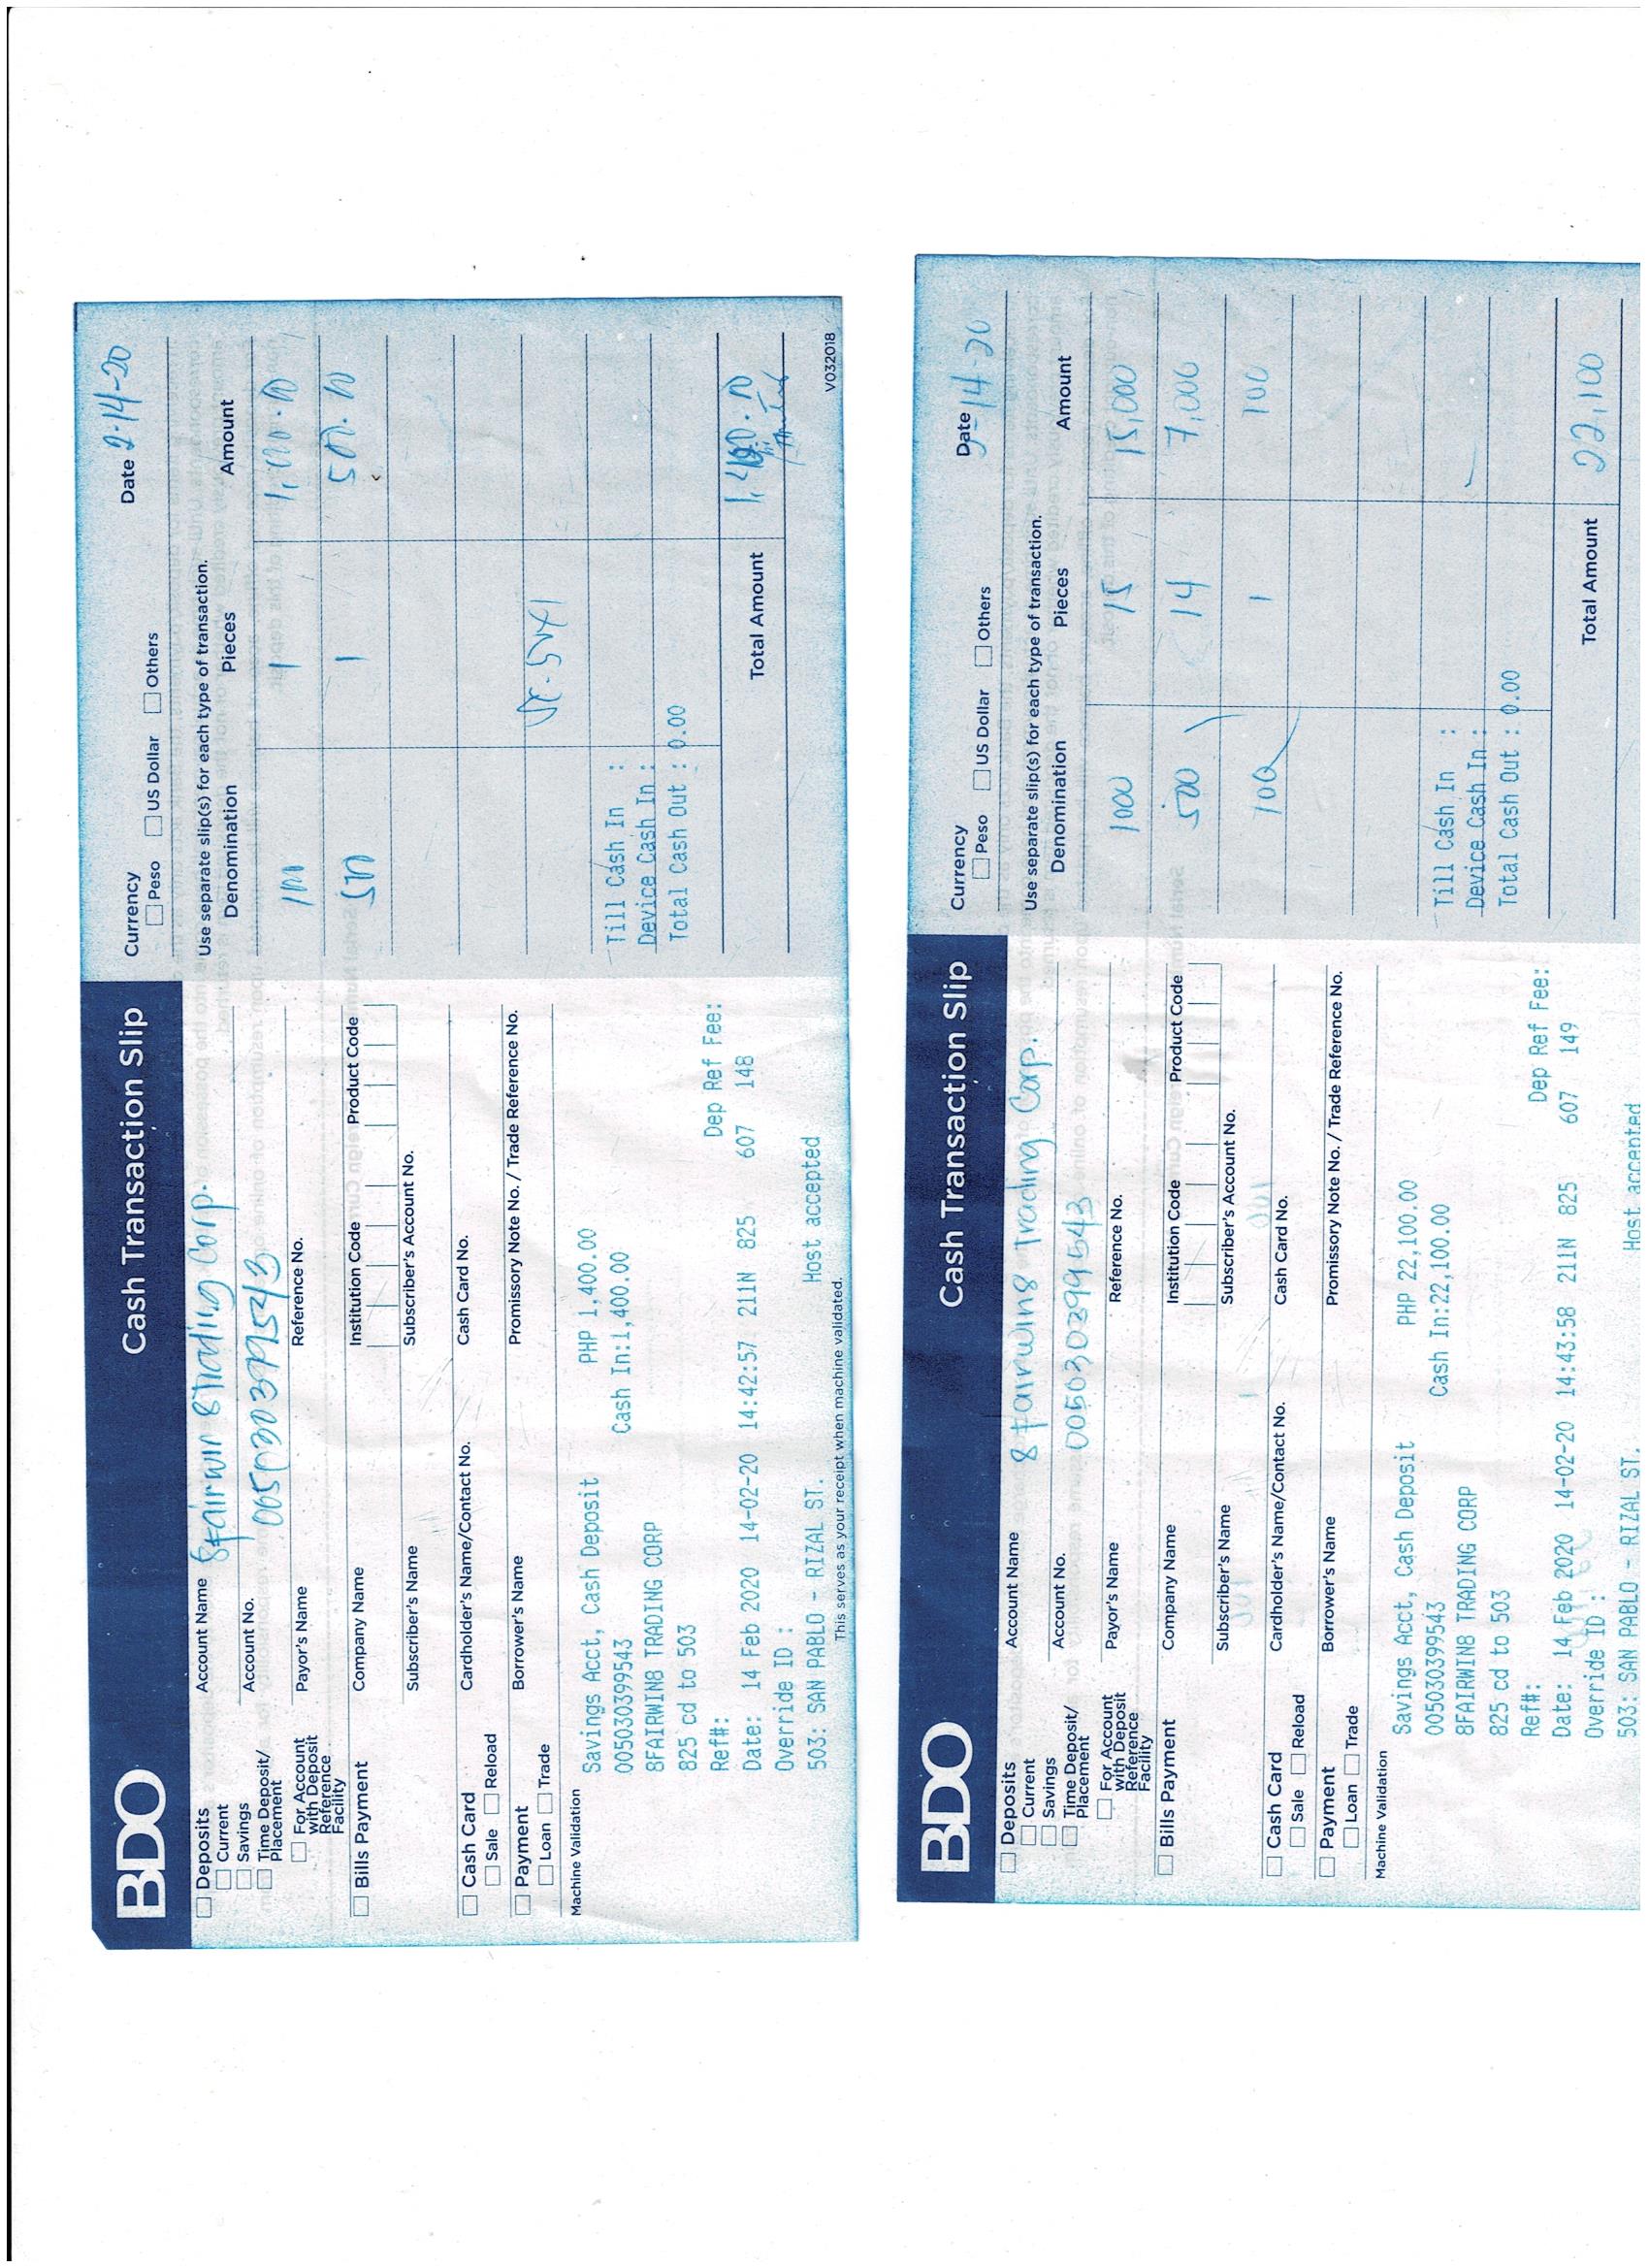 BDO Cash Transaction Slip
Currency
☐ Peso ☐ US Dollar ☐ Others
Date 2-14-20
☐ Deposits
☐ Current
☐ Savings
☐ Time Deposit/
Placement
☐ For Account
with Deposit
Reference
Facility
Account Name 8fairwin 8 Trading Corp.
Account No. 005030399543
Payor's Name Reference No.
☐ Bills Payment
Company Name Institution Code Product Code
Subscriber's Name Subscriber's Account No.
☐ Cash Card
☐ Sale ☐ Reload
Cardholder's Name/Contact No. Cash Card No.
☐ Payment
☐ Loan ☐ Trade
Borrower's Name Promissory Note No. / Trade Reference No.
Machine Validation
Savings Acct, Cash Deposit PHP 1,400.00
005030399543 Cash In:1,400.00
8FAIRWIN8 TRADING CORP
825 cd to 503
Ref#: Dep Ref Fee:
Date: 14 Feb 2020 14-02-20 14:42:57 211N 825 607 148
Override ID :
503: SAN PABLO - RIZAL ST. Host accepted
This serves as your receipt when machine validated.
Use separate slip(s) for each type of transaction.
Denomination Pieces Amount
1 1,000.00
1 500.00
Till Cash In :
Device Cash In :
Total Cash Out : 0.00
Total Amount 1,400.00
V032018
BDO Cash Transaction Slip
Currency
☐ Peso ☐ US Dollar ☐ Others
Date 2-14-20
☐ Deposits
☐ Current
☐ Savings
☐ Time Deposit/
Placement
☐ For Account
with Deposit
Reference
Facility
Account Name 8fairwin8 Trading Corp.
Account No. 005030399543
Payor's Name Reference No.
☐ Bills Payment
Company Name Institution Code Product Code
Subscriber's Name Subscriber's Account No.
☐ Cash Card
☐ Sale ☐ Reload
Cardholder's Name/Contact No. Cash Card No.
☐ Payment
☐ Loan ☐ Trade
Borrower's Name Promissory Note No. / Trade Reference No.
Machine Validation
Savings Acct, Cash Deposit PHP 22,100.00
005030399543 Cash In:22,100.00
8FAIRWIN8 TRADING CORP
825 cd to 503
Ref#: Dep Ref Fee:
Date: 14 Feb 2020 14-02-20 14:43:58 211N 825 607 149
Override ID :
503: SAN PABLO - RIZAL ST. Host accepted
Use separate slip(s) for each type of transaction.
Denomination Pieces Amount
1000 15 15,000
500 14 7,000
100 1 100
Till Cash In :
Device Cash In :
Total Cash Out : 0.00
Total Amount 22,100